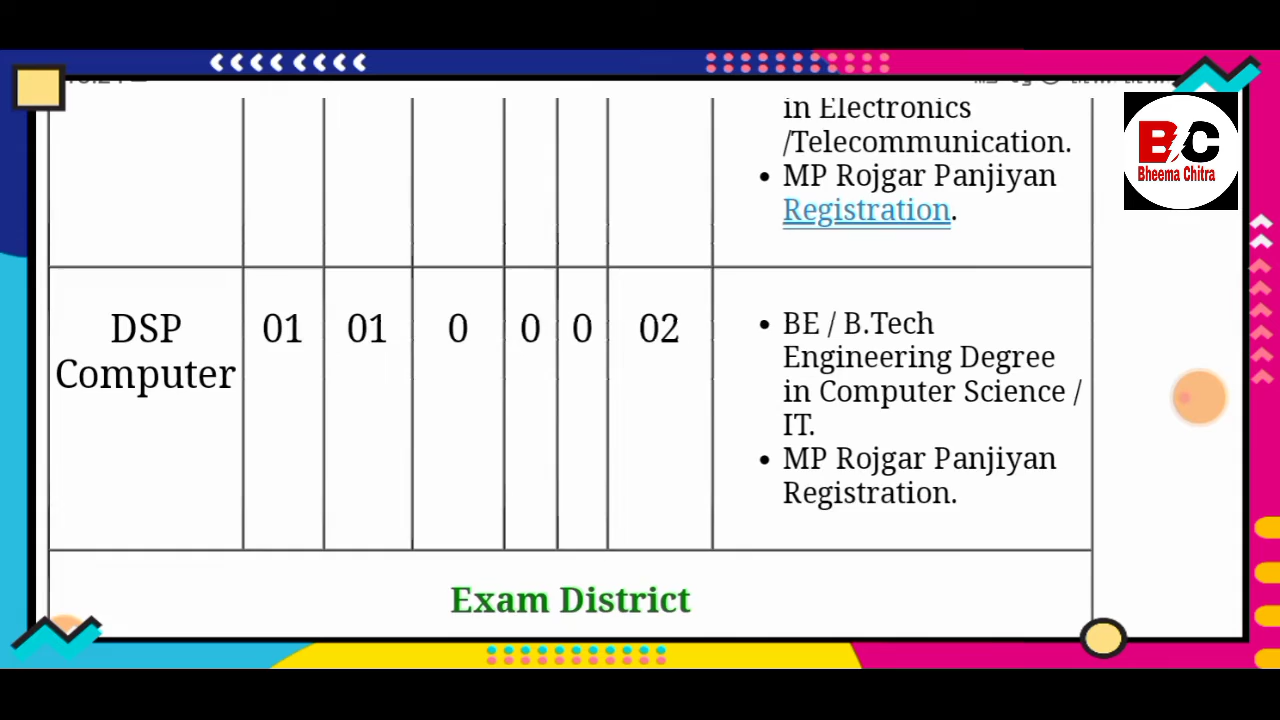 in Electronics
/Telecommunication.
• MP Rojgar Panjiyan
Registration.
DSP
Computer
01 01 0 0 0 02
• BE / B.Tech
Engineering Degree
in Computer Science /
IT.
• MP Rojgar Panjiyan
Registration.
Exam District
BC
Bheema Chitra